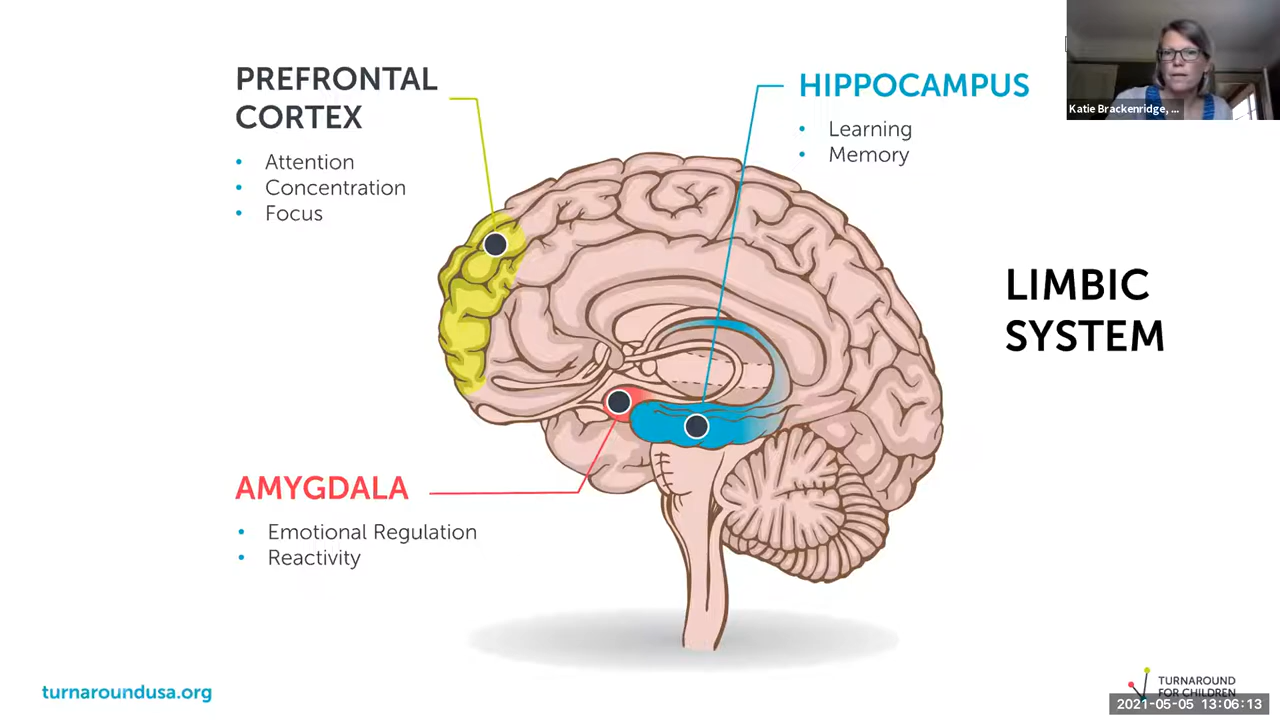 PREFRONTAL
CORTEX
• Attention
• Concentration
• Focus
HIPPOCAMPUS
• Learning
• Memory
Katie Brackenridge, ...
LIMBIC
SYSTEM
AMYGDALA
• Emotional Regulation
• Reactivity
turnaroundusa.org
TURNAROUND
FOR CHILDREN
2021-05-05 13:06:13